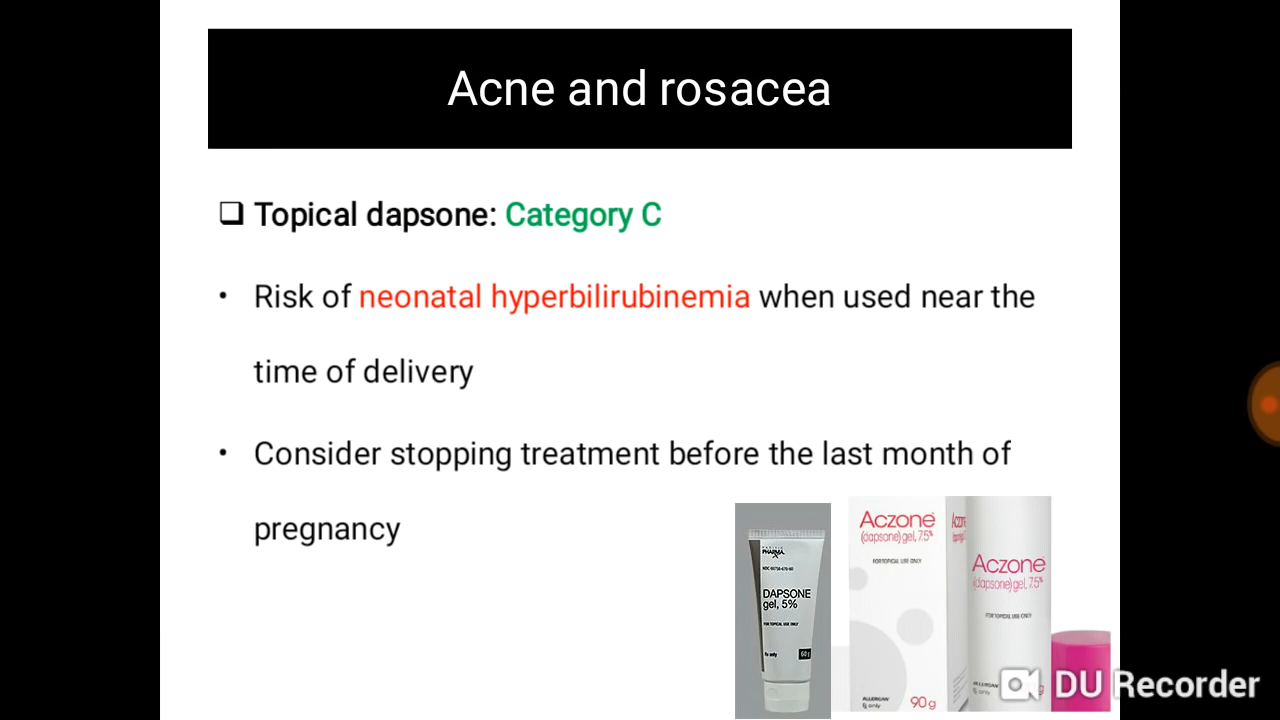 Acne and rosacea
Topical dapsone: Category C
• Risk of neonatal hyperbilirubinemia when used near the
time of delivery
• Consider stopping treatment before the last month of
pregnancy
PHARMA
DAPSONE
gel, 5%
FOR TOPICAL USE ONLY
Rx only
60 g
Aczone
(dapsone) gel, 7.5%
FOR TOPICAL USE ONLY
ALLERGAN
℞ only
90 g
Aczone
Aczone
(dapsone) gel, 7.5%
FOR TOPICAL USE ONLY
DU Recorder